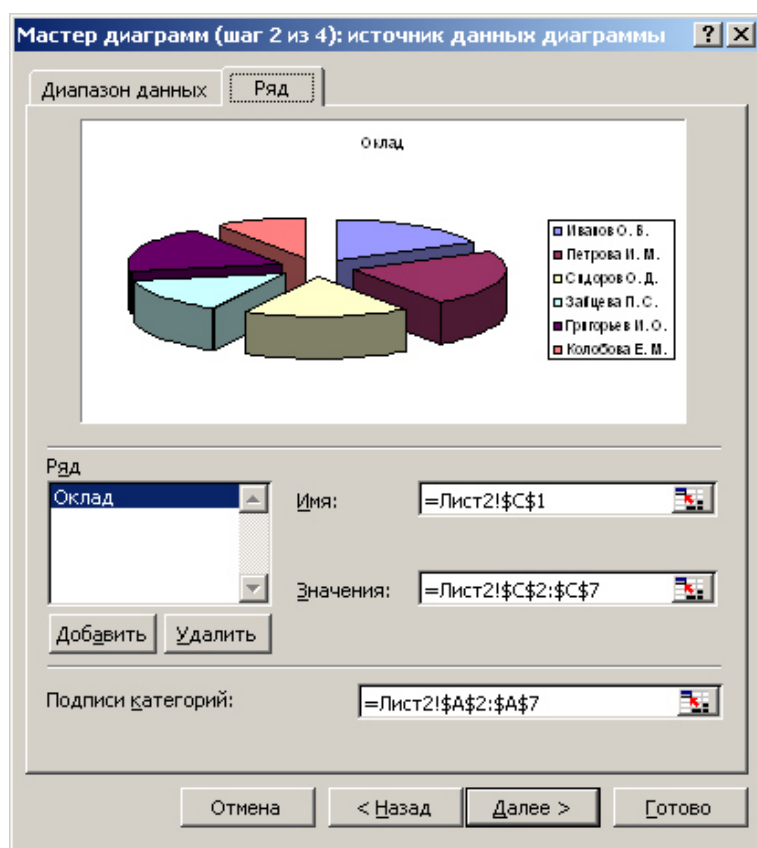 Мастер диаграмм (шаг 2 из 4): источник данных диаграммы
Диапазон данных Ряд
Оклад
Иванов О. В.
Петрова И. М.
Сидоров О. Д.
Зайцева П. С.
Григорьев И. О.
Колобова Е. М.
Ряд
Оклад
Имя: =Лист2!$C$1
Значения: =Лист2!$C$2:$C$7
Добавить Удалить
Подписи категорий: =Лист2!$A$2:$A$7
Отмена < Назад Далее > Готово